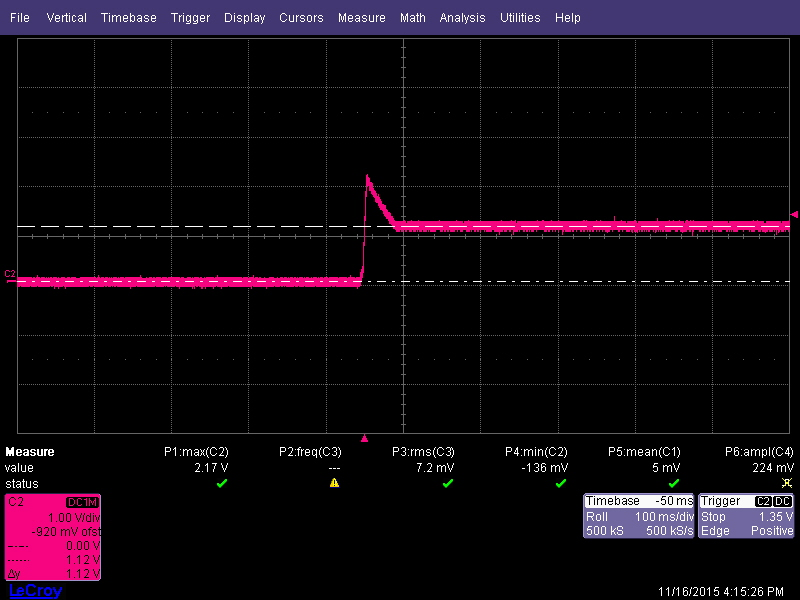 File Vertical Timebase Trigger Display Cursors Measure Math Analysis Utilities Help
C2
Measure P1:max(C2) P2:freq(C3) P3:rms(C3) P4:min(C2) P5:mean(C1) P6:ampl(C4)
value 2.17 V --- 7.2 mV -136 mV 5 mV 224 mV
status
C2 DC1M
1.00 V/div
-920 mV ofst
0.00 V
1.12 V
Δy 1.12 V
Timebase -50 ms
Roll 100 ms/div
500 kS 500 kS/s
Trigger C2 DC
Stop 1.35 V
Edge Positive
LeCroy
11/16/2015 4:15:26 PM